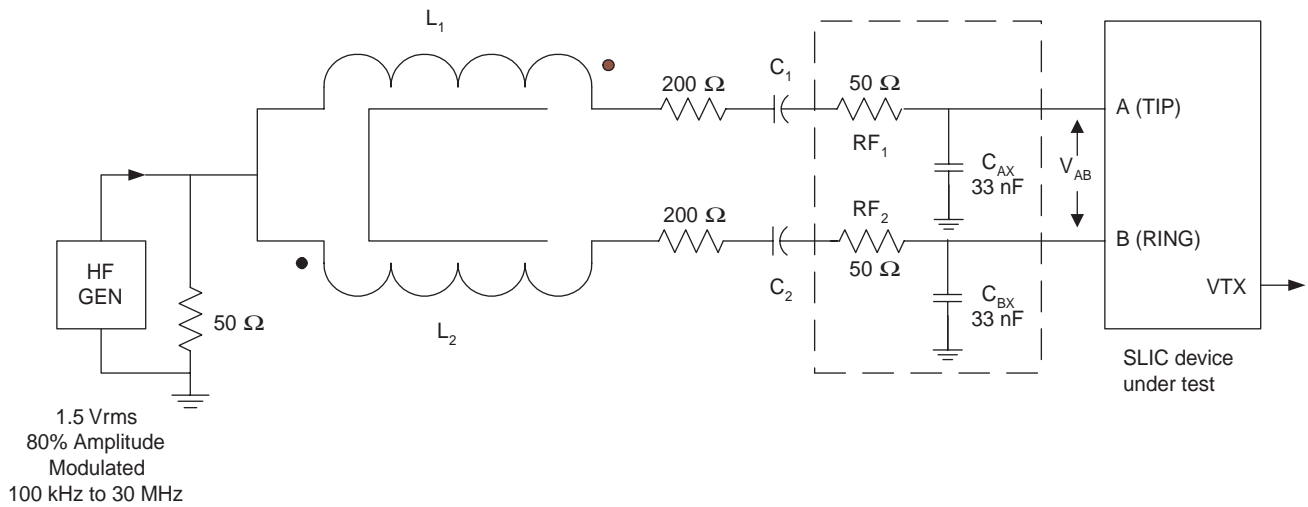 L1
200 Ω
C1
50 Ω
RF1
A (TIP)
CAX
33 nF
VAB
200 Ω
RF2
B (RING)
HF
GEN
50 Ω
50 Ω
C2
CBX
33 nF
VTX
L2
SLIC device
under test
1.5 Vrms
80% Amplitude
Modulated
100 kHz to 30 MHz